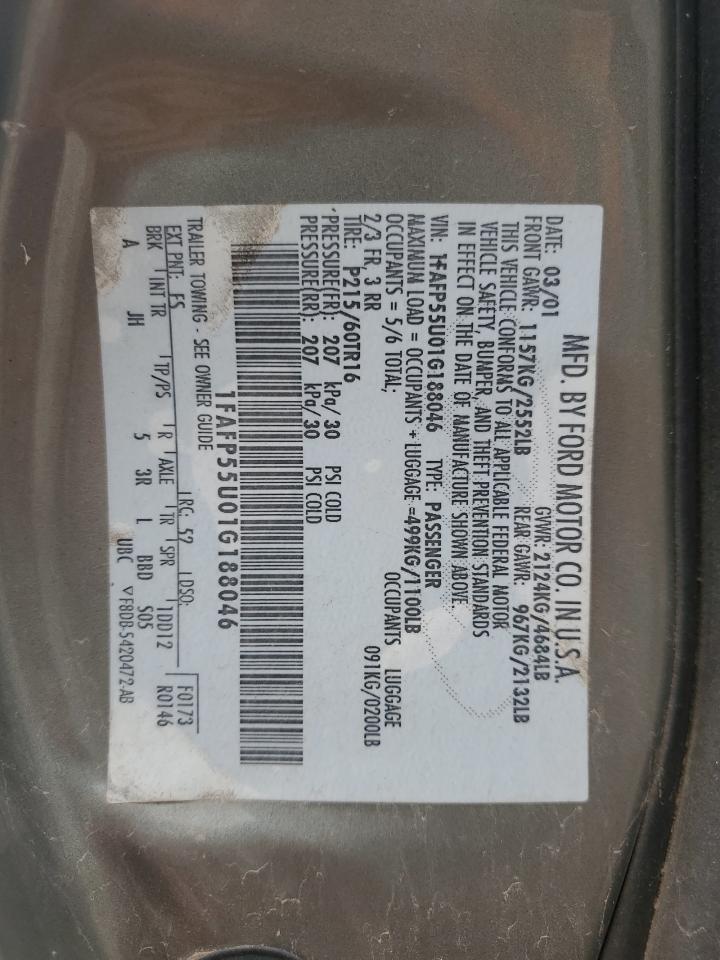 MFD. BY FORD MOTOR CO. IN U.S.A.
DATE: 03/01 GVWR: 2124KG/4684LB
FRONT GAWR: 1157KG/2552LB REAR GAWR: 967KG/2132LB
THIS VEHICLE CONFORMS TO ALL APPLICABLE FEDERAL MOTOR
VEHICLE SAFETY, BUMPER, AND THEFT PREVENTION STANDARDS
IN EFFECT ON THE DATE OF MANUFACTURE SHOWN ABOVE.
VIN: 1FAFP55U01G188046 TYPE: PASSENGER
MAXIMUM LOAD = OCCUPANTS + LUGGAGE =499KG/1100LB
OCCUPANTS = 5/6 TOTAL; OCCUPANTS LUGGAGE
2/3 FR, 3 RR 091KG/0200LB
TIRE: P215/60TR16
PRESSURE(FR): 207 kPa/30 PSI COLD
PRESSURE(RR): 207 kPa/30 PSI COLD
1FAFP55U01G188046
TRAILER TOWING - SEE OWNER GUIDE
EXT PNT: FS RC: 52 DSO: F0173
BRK INT TR TP/PS R AXLE TR SPR 1DD12 R0146
A JH 5 3R L BBD S05
UBC ▽F8DB-5420472-AB